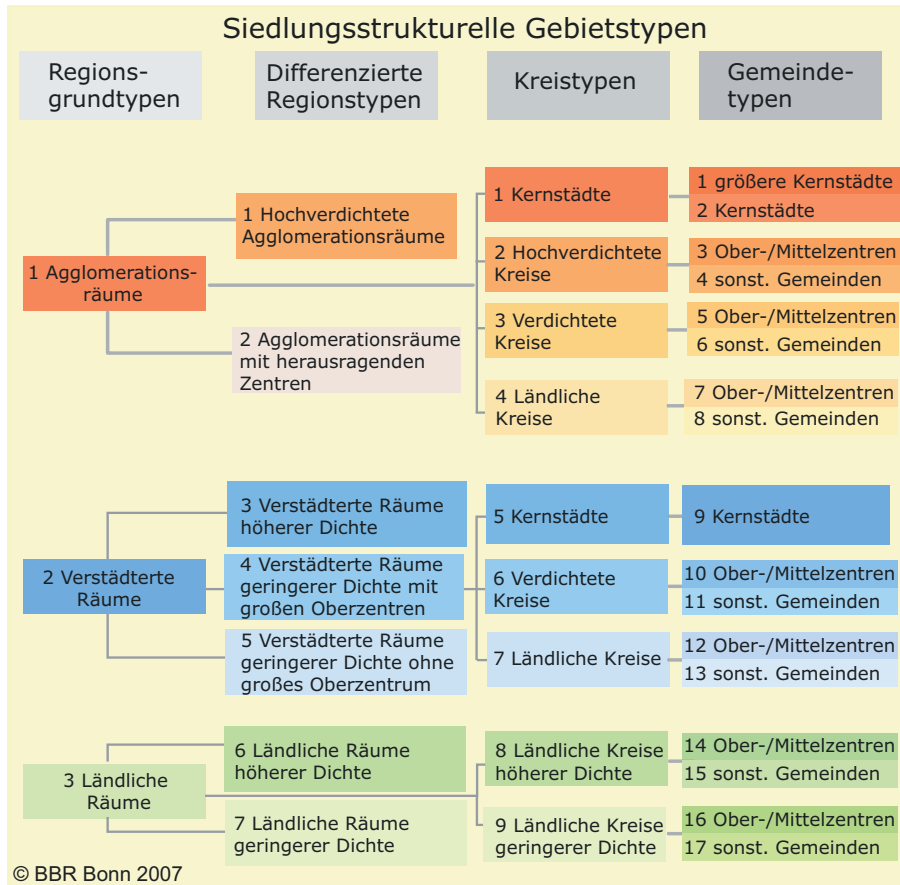 Siedlungsstrukturelle Gebietstypen
Regions-
grundtypen
Differenzierte
Regionstypen
Kreistypen
Gemeinde-
typen
1 Agglomerations-
räume
1 Hochverdichtete
Agglomerationsräume
2 Agglomerationsräume
mit herausragenden
Zentren
1 Kernstädte
2 Hochverdichtete
Kreise
3 Verdichtete
Kreise
4 Ländliche
Kreise
1 größere Kernstädte
2 Kernstädte
3 Ober-/Mittelzentren
4 sonst. Gemeinden
5 Ober-/Mittelzentren
6 sonst. Gemeinden
7 Ober-/Mittelzentren
8 sonst. Gemeinden
2 Verstädterte
Räume
3 Verstädterte Räume
höherer Dichte
4 Verstädterte Räume
geringerer Dichte mit
großen Oberzentren
5 Verstädterte Räume
geringerer Dichte ohne
großes Oberzentrum
5 Kernstädte
6 Verdichtete
Kreise
7 Ländliche Kreise
9 Kernstädte
10 Ober-/Mittelzentren
11 sonst. Gemeinden
12 Ober-/Mittelzentren
13 sonst. Gemeinden
3 Ländliche
Räume
6 Ländliche Räume
höherer Dichte
7 Ländliche Räume
geringerer Dichte
8 Ländliche Kreise
höherer Dichte
9 Ländliche Kreise
geringerer Dichte
14 Ober-/Mittelzentren
15 sonst. Gemeinden
16 Ober-/Mittelzentren
17 sonst. Gemeinden
© BBR Bonn 2007